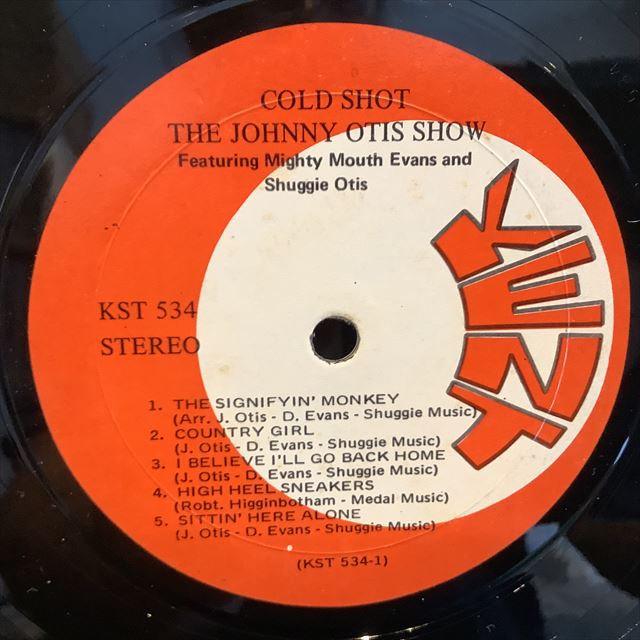 COLD SHOT
THE JOHNNY OTIS SHOW
Featuring Mighty Mouth Evans and
Shuggie Otis
KENT
KST 534
STEREO
1. THE SIGNIFYIN' MONKEY
(Arr. J. Otis - D. Evans - Shuggie Music)
2. COUNTRY GIRL
(J. Otis - D. Evans - Shuggie Music)
3. I BELIEVE I'LL GO BACK HOME
(J. Otis - D. Evans - Shuggie Music)
4. HIGH HEEL SNEAKERS
(Robt. Higginbotham - Medal Music)
5. SITTIN' HERE ALONE
(J. Otis - D. Evans - Shuggie Music)
(KST 534-1)